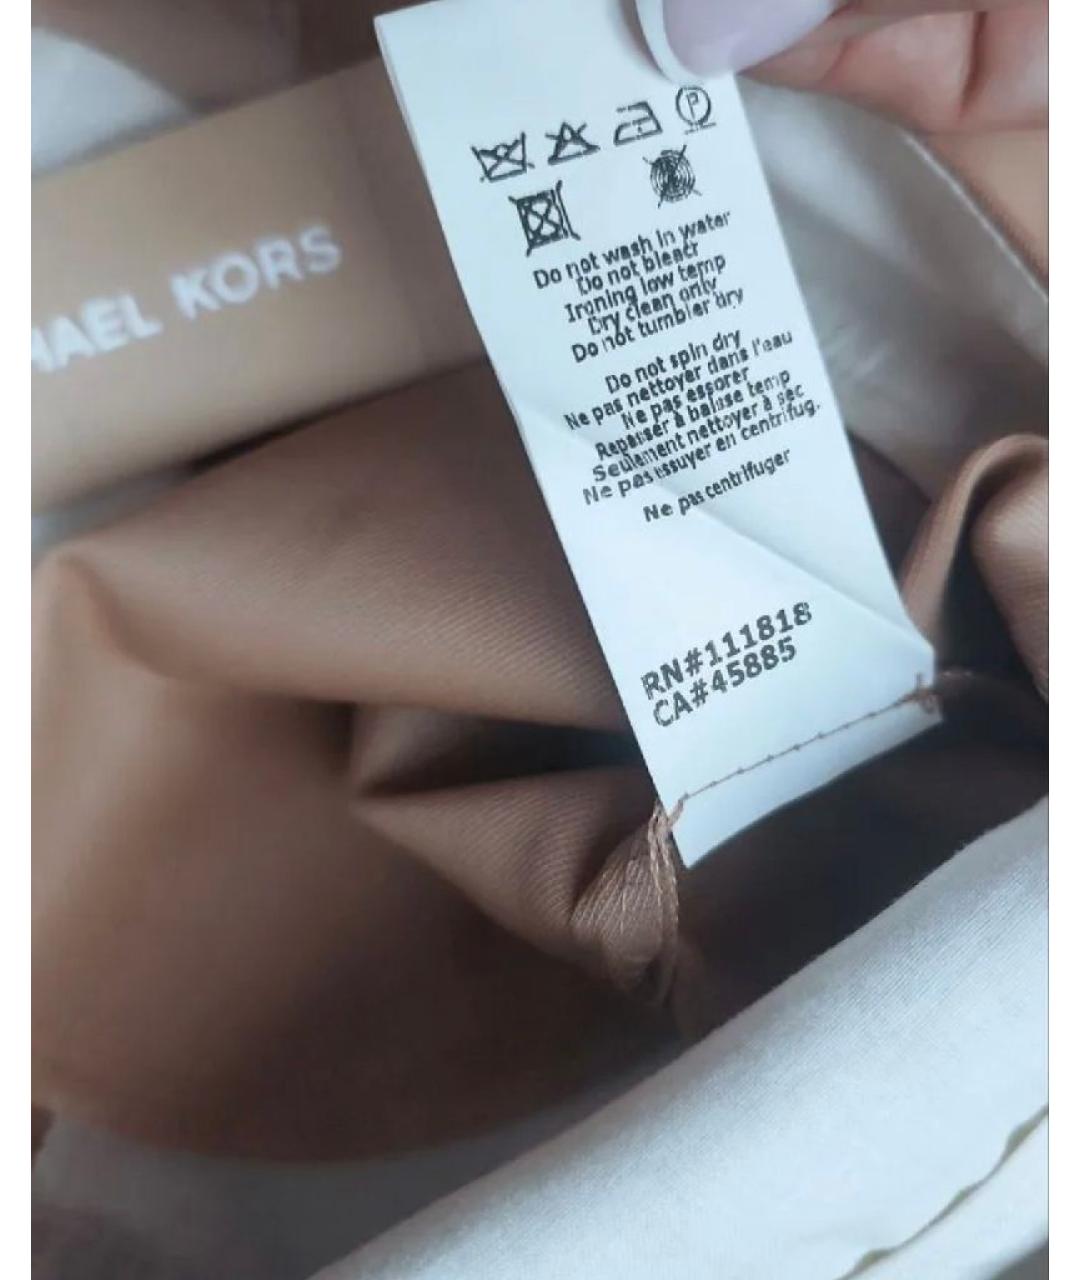 HAEL KORS
P
Do not wash in water
Do not bleach
Ironing low temp
Dry clean only
Do not tumbler dry
Do not spin dry
Ne pas nettoyer dans l'eau
Ne pas essorer
Repasser à baisse temp
Seulement nettoyer à sec
Ne pas essuyer en centrifug.
Ne pas centrifuger
RN#111818
CA#45885